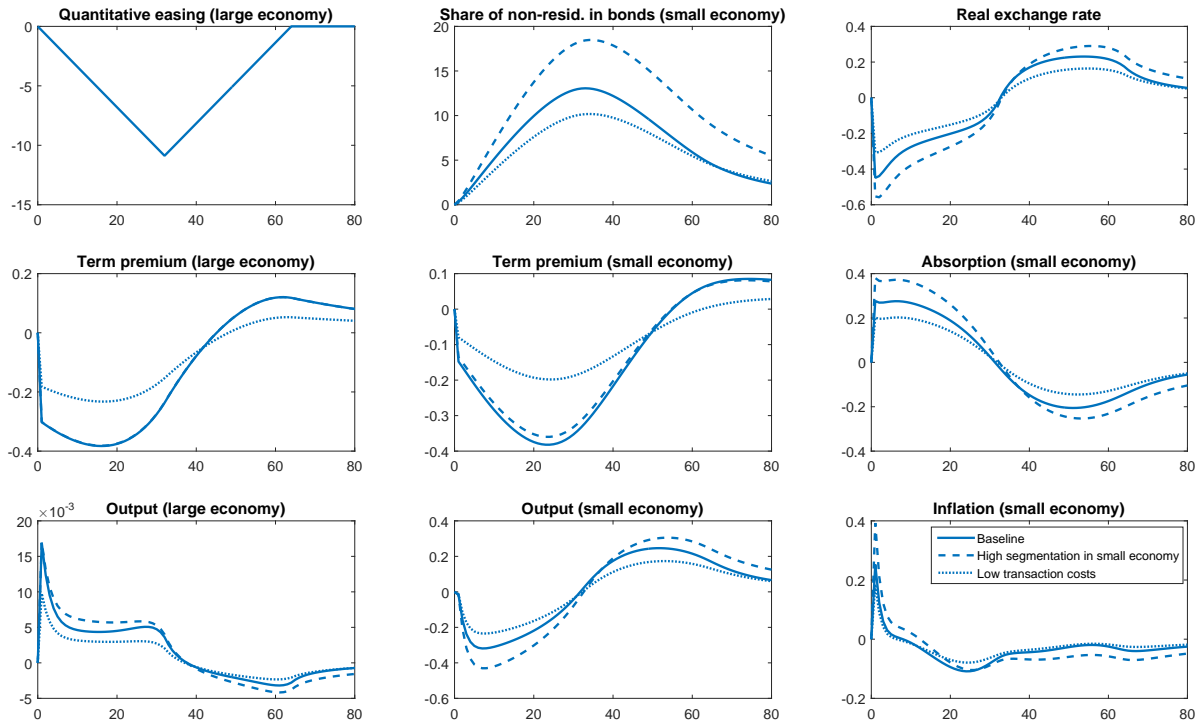 Quantitative easing (large economy)
0
-5
-10
-15
0 20 40 60 80
Share of non-resid. in bonds (small economy)
20
15
10
5
0
0 20 40 60 80
Real exchange rate
0.4
0.2
0
-0.2
-0.4
-0.6
0 20 40 60 80
Term premium (large economy)
0.2
0
-0.2
-0.4
0 20 40 60 80
Term premium (small economy)
0.1
0
-0.1
-0.2
-0.3
-0.4
0 20 40 60 80
Absorption (small economy)
0.4
0.2
0
-0.2
-0.4
0 20 40 60 80
Output (large economy)
×10-3
20
15
10
5
0
-5
0 20 40 60 80
Output (small economy)
0.4
0.2
0
-0.2
-0.4
-0.6
0 20 40 60 80
Inflation (small economy)
0.4
0.2
0
-0.2
0 20 40 60 80
Baseline
High segmentation in small economy
Low transaction costs